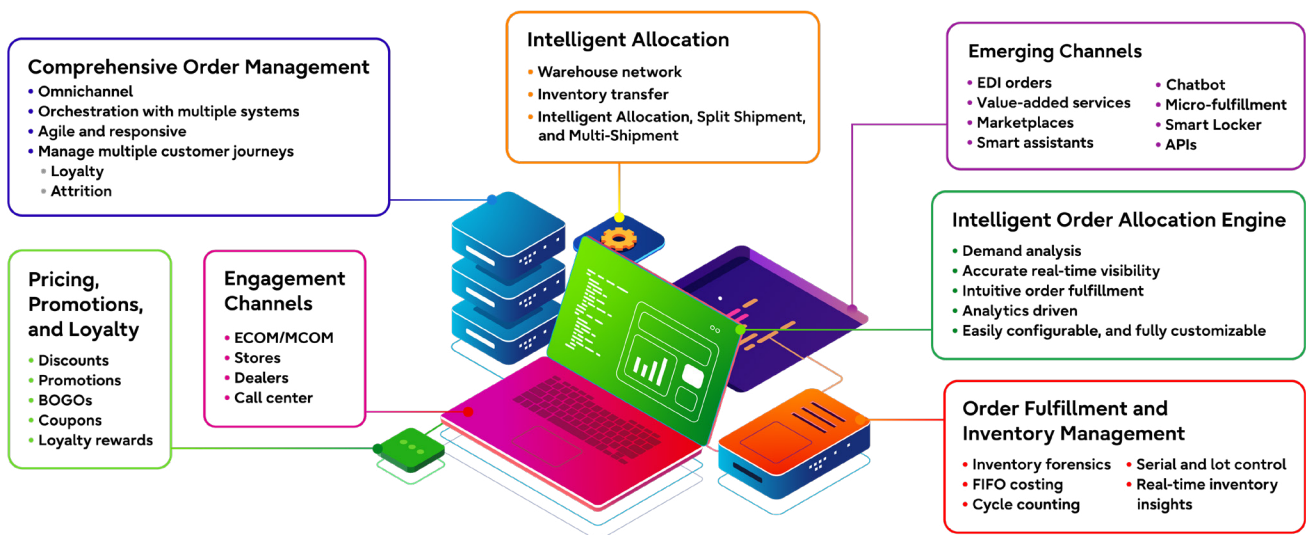 Comprehensive Order Management
• Omnichannel
• Orchestration with multiple systems
• Agile and responsive
• Manage multiple customer journeys
• Loyalty
• Attrition
Intelligent Allocation
• Warehouse network
• Inventory transfer
• Intelligent Allocation, Split Shipment,
and Multi-Shipment
Emerging Channels
• EDI orders
• Value-added services
• Marketplaces
• Smart assistants
• Chatbot
• Micro-fulfillment
• Smart Locker
• APIs
Pricing,
Promotions,
and Loyalty
• Discounts
• Promotions
• BOGOs
• Coupons
• Loyalty rewards
Engagement
Channels
• ECOM/MCOM
• Stores
• Dealers
• Call center
Intelligent Order Allocation Engine
• Demand analysis
• Accurate real-time visibility
• Intuitive order fulfillment
• Analytics driven
• Easily configurable, and fully customizable
Order Fulfillment and
Inventory Management
• Inventory forensics
• FIFO costing
• Cycle counting
• Serial and lot control
• Real-time inventory
insights